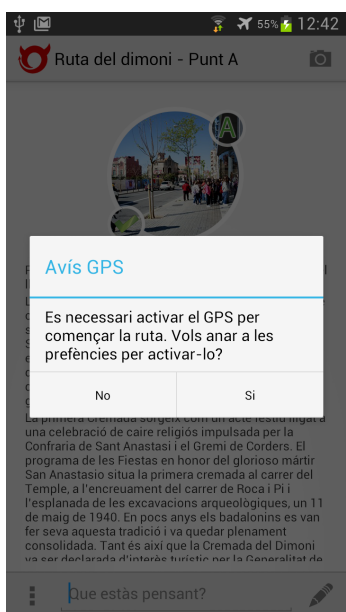 55% 12:42
Ruta del dimoni - Punt A
A
Avís GPS
Es necessari activar el GPS per
començar la ruta. Vols anar a les
prefències per activar-lo?
No Si
La primera cremada sorgeix com un acte festiu lligat a
una celebració de caire religiós impulsada per la
Confraria de Sant Anastasi i el Gremi de Corders. El
programa de les Fiestas en honor del glorioso mártir
San Anastasio situa la primera cremada al carrer del
Temple, a l'encreuament del carrer de Roca i Pi i
l'esplanada de les excavacions arqueològiques, un 11
de maig de 1940. En pocs anys els badalonins es van
fer seva aquesta tradició i va quedar plenament
consolidada. Tant és així que la Cremada del Dimoni
va ser declarada d'interès turístic per la Generalitat de
Que estàs pensant?